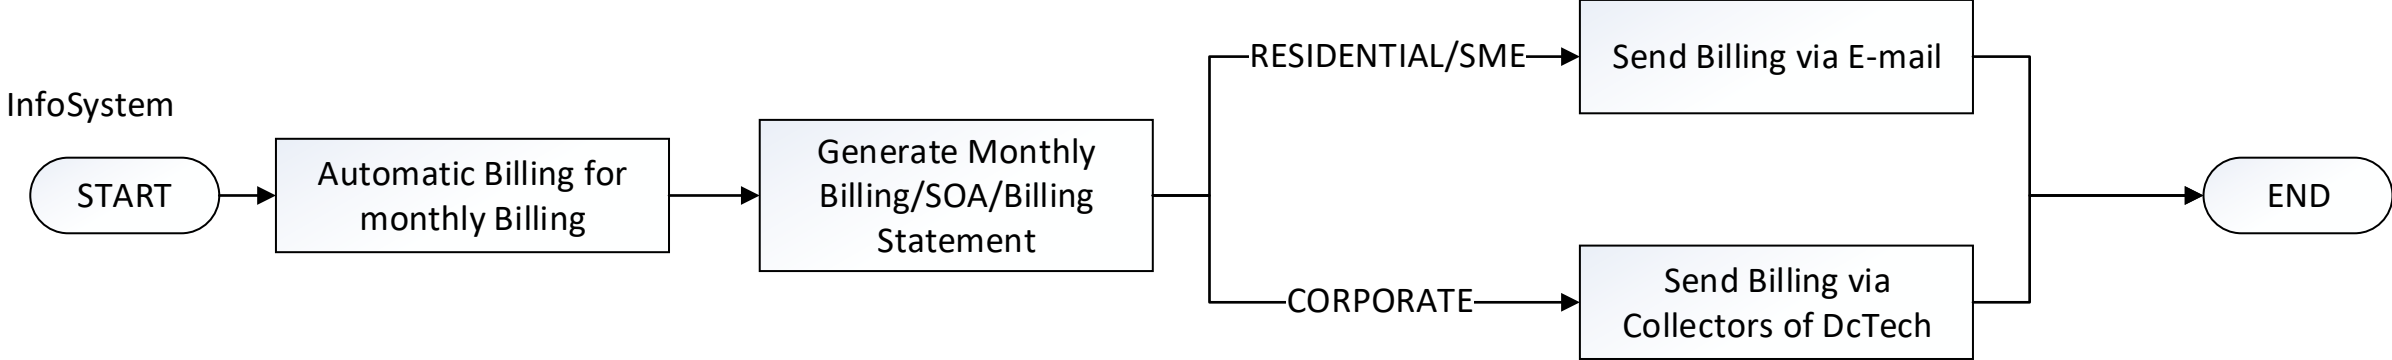 InfoSystem
START
Automatic Billing for
monthly Billing
Generate Monthly
Billing/SOA/Billing
Statement
RESIDENTIAL/SME
Send Billing via E-mail
CORPORATE
Send Billing via
Collectors of DcTech
END